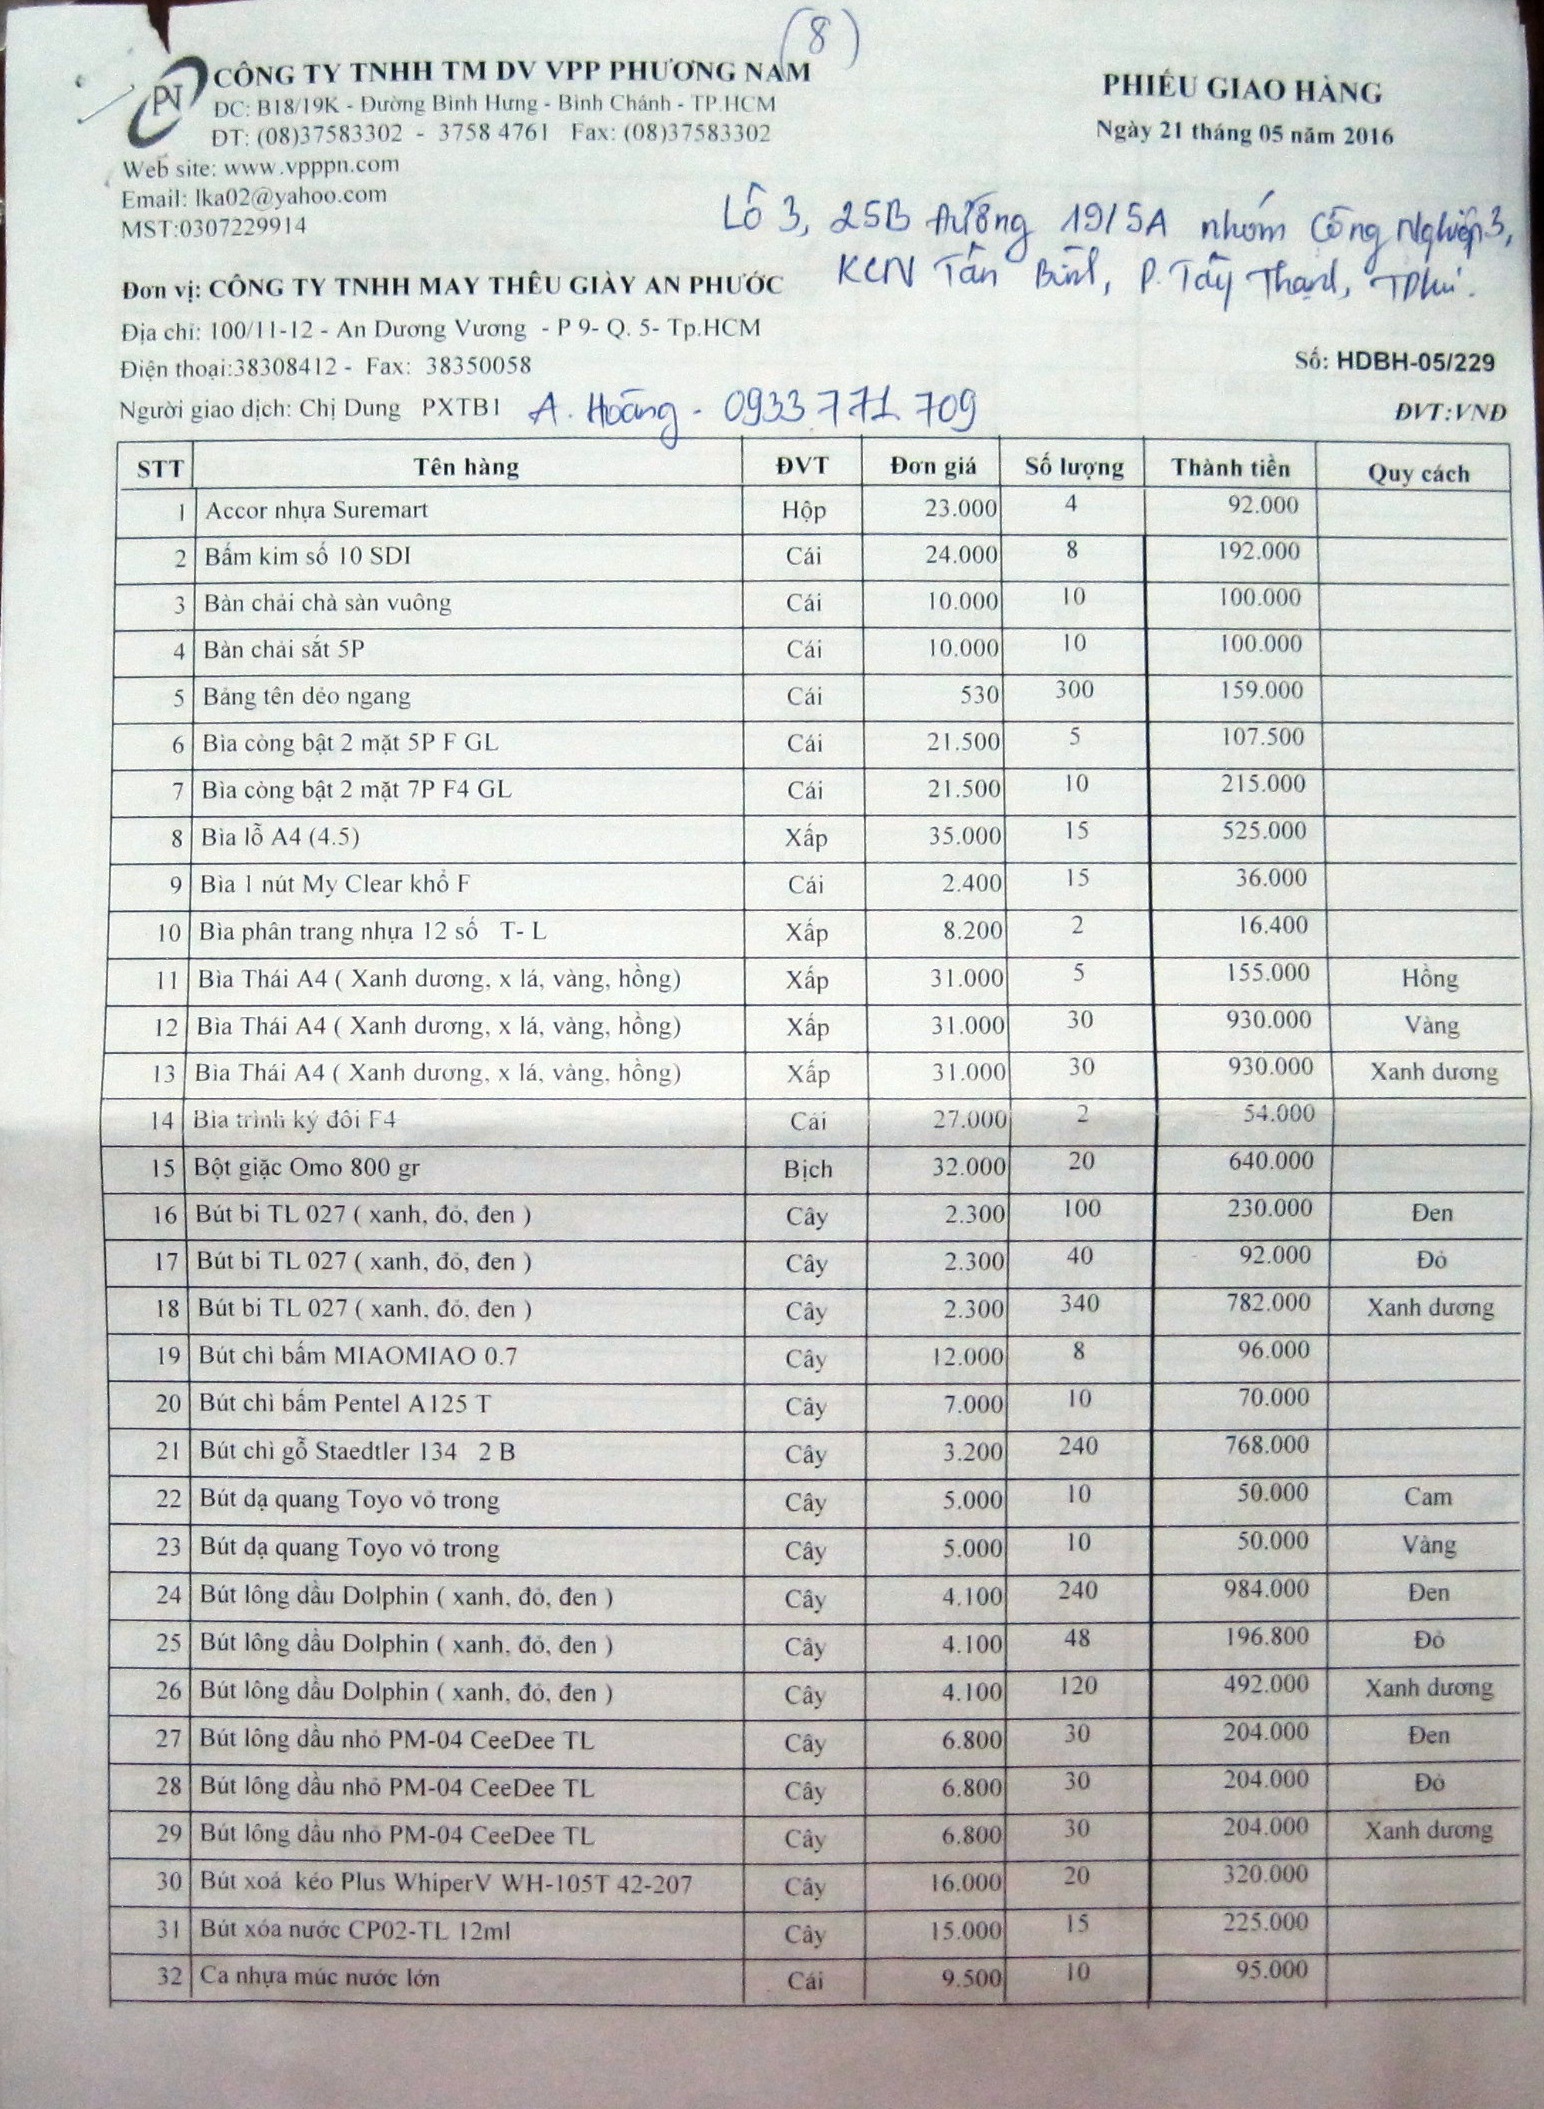 (8)
PN
CÔNG TY TNHH TM DV VPP PHƯƠNG NAM
ĐC: B18/19K - Đường Bình Hưng - Bình Chánh - TP.HCM
ĐT: (08)37583302 - 3758 4761 Fax: (08)37583302
Web site: www.vpppn.com
Email: lka02@yahoo.com
MST:0307229914
PHIẾU GIAO HÀNG
Ngày 21 tháng 05 năm 2016
Lô 3, 25B đường 19/5A nhóm Công Nghiệp 3,
KCN Tân Bình, P. Tây Thạnh, TPhú.
Đơn vị: CÔNG TY TNHH MAY THÊU GIÀY AN PHƯỚC
Địa chỉ: 100/11-12 - An Dương Vương - P 9- Q. 5- Tp.HCM
Điện thoại:38308412 - Fax: 38350058
Số: HDBH-05/229
Người giao dịch: Chị Dung PXTB1 A. Hoàng - 0933 771 709
ĐVT:VNĐ
STT Tên hàng ĐVT Đơn giá Số lượng Thành tiền Quy cách
1 Accor nhựa Suremart Hộp 23.000 4 92.000
2 Bấm kim số 10 SDI Cái 24.000 8 192.000
3 Bàn chải chà sàn vuông Cái 10.000 10 100.000
4 Bàn chải sắt 5P Cái 10.000 10 100.000
5 Bảng tên dẻo ngang Cái 530 300 159.000
6 Bìa còng bật 2 mặt 5P F GL Cái 21.500 5 107.500
7 Bìa còng bật 2 mặt 7P F4 GL Cái 21.500 10 215.000
8 Bìa lỗ A4 (4.5) Xấp 35.000 15 525.000
9 Bìa 1 nút My Clear khổ F Cái 2.400 15 36.000
10 Bìa phân trang nhựa 12 số T- L Xấp 8.200 2 16.400
11 Bìa Thái A4 ( Xanh dương, x lá, vàng, hồng) Xấp 31.000 5 155.000 Hồng
12 Bìa Thái A4 ( Xanh dương, x lá, vàng, hồng) Xấp 31.000 30 930.000 Vàng
13 Bìa Thái A4 ( Xanh dương, x lá, vàng, hồng) Xấp 31.000 30 930.000 Xanh dương
14 Bìa trình ký đôi F4 Cái 27.000 2 54.000
15 Bột giặc Omo 800 gr Bịch 32.000 20 640.000
16 Bút bi TL 027 ( xanh, đỏ, đen ) Cây 2.300 100 230.000 Đen
17 Bút bi TL 027 ( xanh, đỏ, đen ) Cây 2.300 40 92.000 Đỏ
18 Bút bi TL 027 ( xanh, đỏ, đen ) Cây 2.300 340 782.000 Xanh dương
19 Bút chì bấm MIAOMIAO 0.7 Cây 12.000 8 96.000
20 Bút chì bấm Pentel A125 T Cây 7.000 10 70.000
21 Bút chì gỗ Staedtler 134 2 B Cây 3.200 240 768.000
22 Bút dạ quang Toyo vỏ trong Cây 5.000 10 50.000 Cam
23 Bút dạ quang Toyo vỏ trong Cây 5.000 10 50.000 Vàng
24 Bút lông dầu Dolphin ( xanh, đỏ, đen ) Cây 4.100 240 984.000 Đen
25 Bút lông dầu Dolphin ( xanh, đỏ, đen ) Cây 4.100 48 196.800 Đỏ
26 Bút lông dầu Dolphin ( xanh, đỏ, đen ) Cây 4.100 120 492.000 Xanh dương
27 Bút lông dầu nhỏ PM-04 CeeDee TL Cây 6.800 30 204.000 Đen
28 Bút lông dầu nhỏ PM-04 CeeDee TL Cây 6.800 30 204.000 Đỏ
29 Bút lông dầu nhỏ PM-04 CeeDee TL Cây 6.800 30 204.000 Xanh dương
30 Bút xoá kéo Plus WhiperV WH-105T 42-207 Cây 16.000 20 320.000
31 Bút xóa nước CP02-TL 12ml Cây 15.000 15 225.000
32 Ca nhựa múc nước lớn Cái 9.500 10 95.000